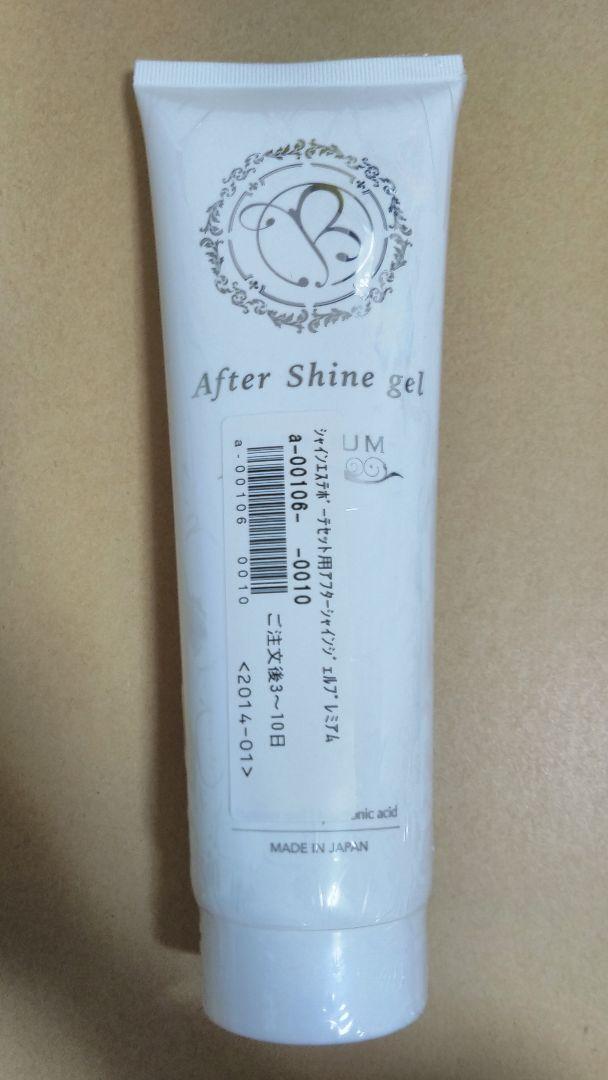 B
After Shine gel
UM
シャインエステボーテセット用アフターシャインジェルプレミアム
a-00106- -0010
a-00106 0010
ご注文後3～10日
<2014-01>
onic acid
MADE IN JAPAN